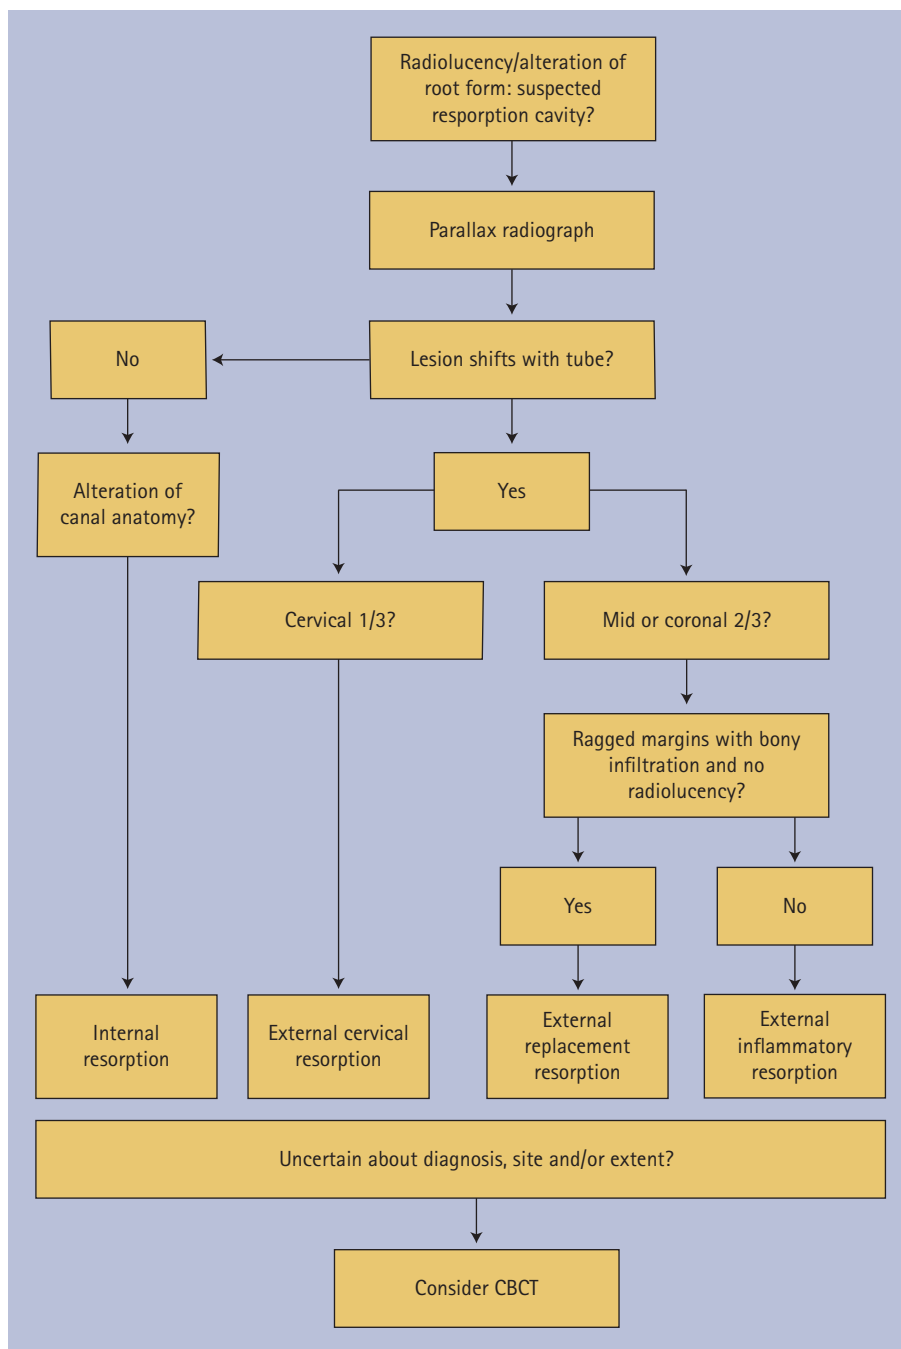 Radiolucency/alteration of
root form: suspected
resporption cavity?
Parallax radiograph
Lesion shifts with tube?
No
Yes
Alteration of
canal anatomy?
Cervical 1/3?
Mid or coronal 2/3?
Ragged margins with bony
infiltration and no
radiolucency?
Yes
No
Internal
resorption
External cervical
resorption
External
replacement
resorption
External
inflammatory
resorption
Uncertain about diagnosis, site and/or extent?
Consider CBCT